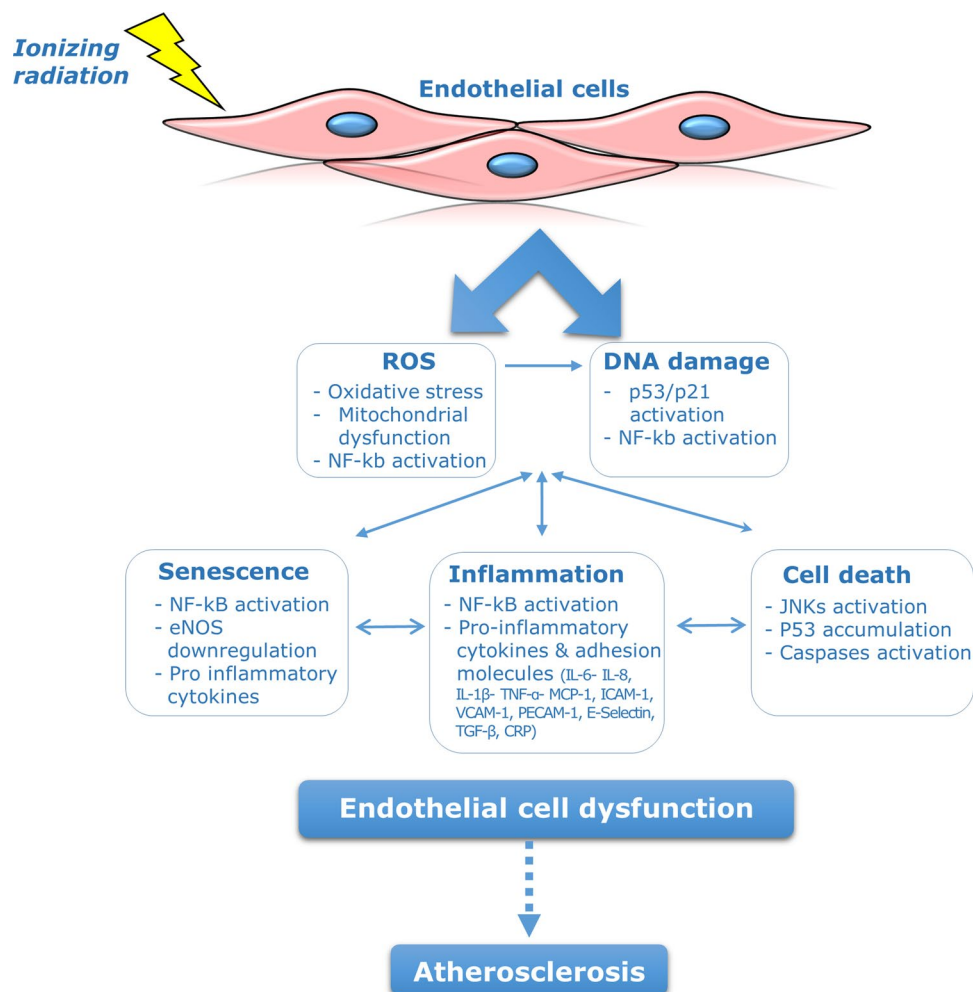 Ionizing
radiation
Endothelial cells
ROS
- Oxidative stress
- Mitochondrial
dysfunction
- NF-kb activation
DNA damage
- p53/p21
activation
- NF-kb activation
Senescence
- NF-kB activation
- eNOS
downregulation
- Pro inflammatory
cytokines
Inflammation
- NF-kB activation
- Pro-inflammatory
cytokines & adhesion
molecules (IL-6- IL-8,
IL-1β- TNF-α- MCP-1, ICAM-1,
VCAM-1, PECAM-1, E-Selectin,
TGF-β, CRP)
Cell death
- JNKs activation
- P53 accumulation
- Caspases activation
Endothelial cell dysfunction
Atherosclerosis